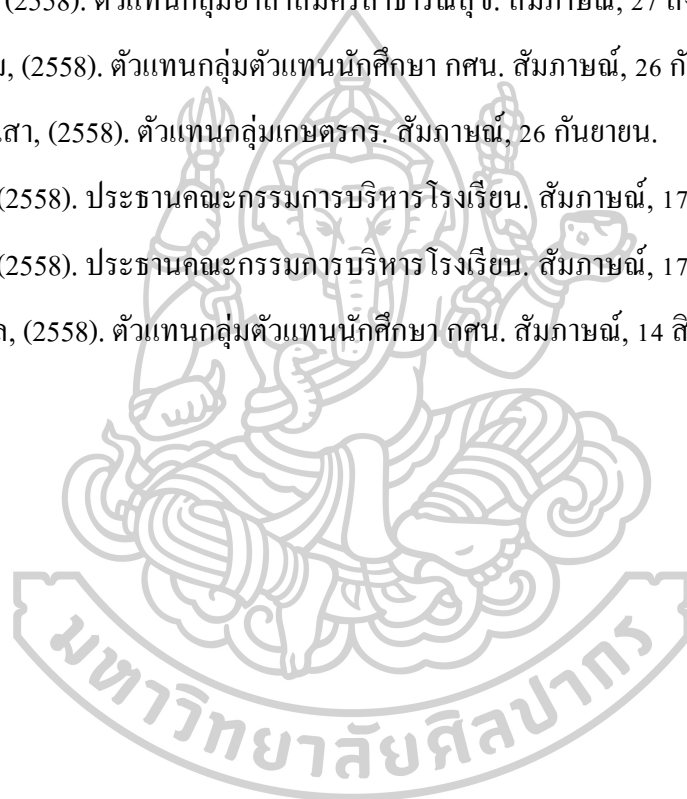 (2558). ตัวแทนกลุ่มอาสาสมัครสาธารณสุข. สัมภาษณ์, 27
(2558). ตัวแทนกลุ่มตัวแทนนักศึกษา กศน. สัมภาษณ์, 26
(2558). ตัวแทนกลุ่มเกษตรกร. สัมภาษณ์, 26 กันยายน.
(2558). ประธานคณะกรรมการบริหารโรงเรียน. สัมภาษณ์, 17
(2558). ประธานคณะกรรมการบริหารโรงเรียน. สัมภาษณ์, 17
(2558). ตัวแทนกลุ่มตัวแทนนักศึกษา กศน. สัมภาษณ์, 14
มหาวิทยาลัยศิลปากร